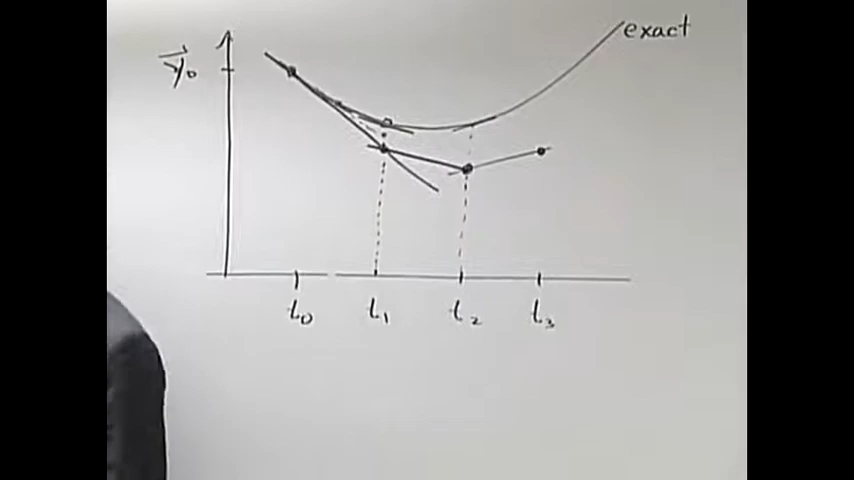 exact
y⃗₀
t₀ t₁ t₂ t₃